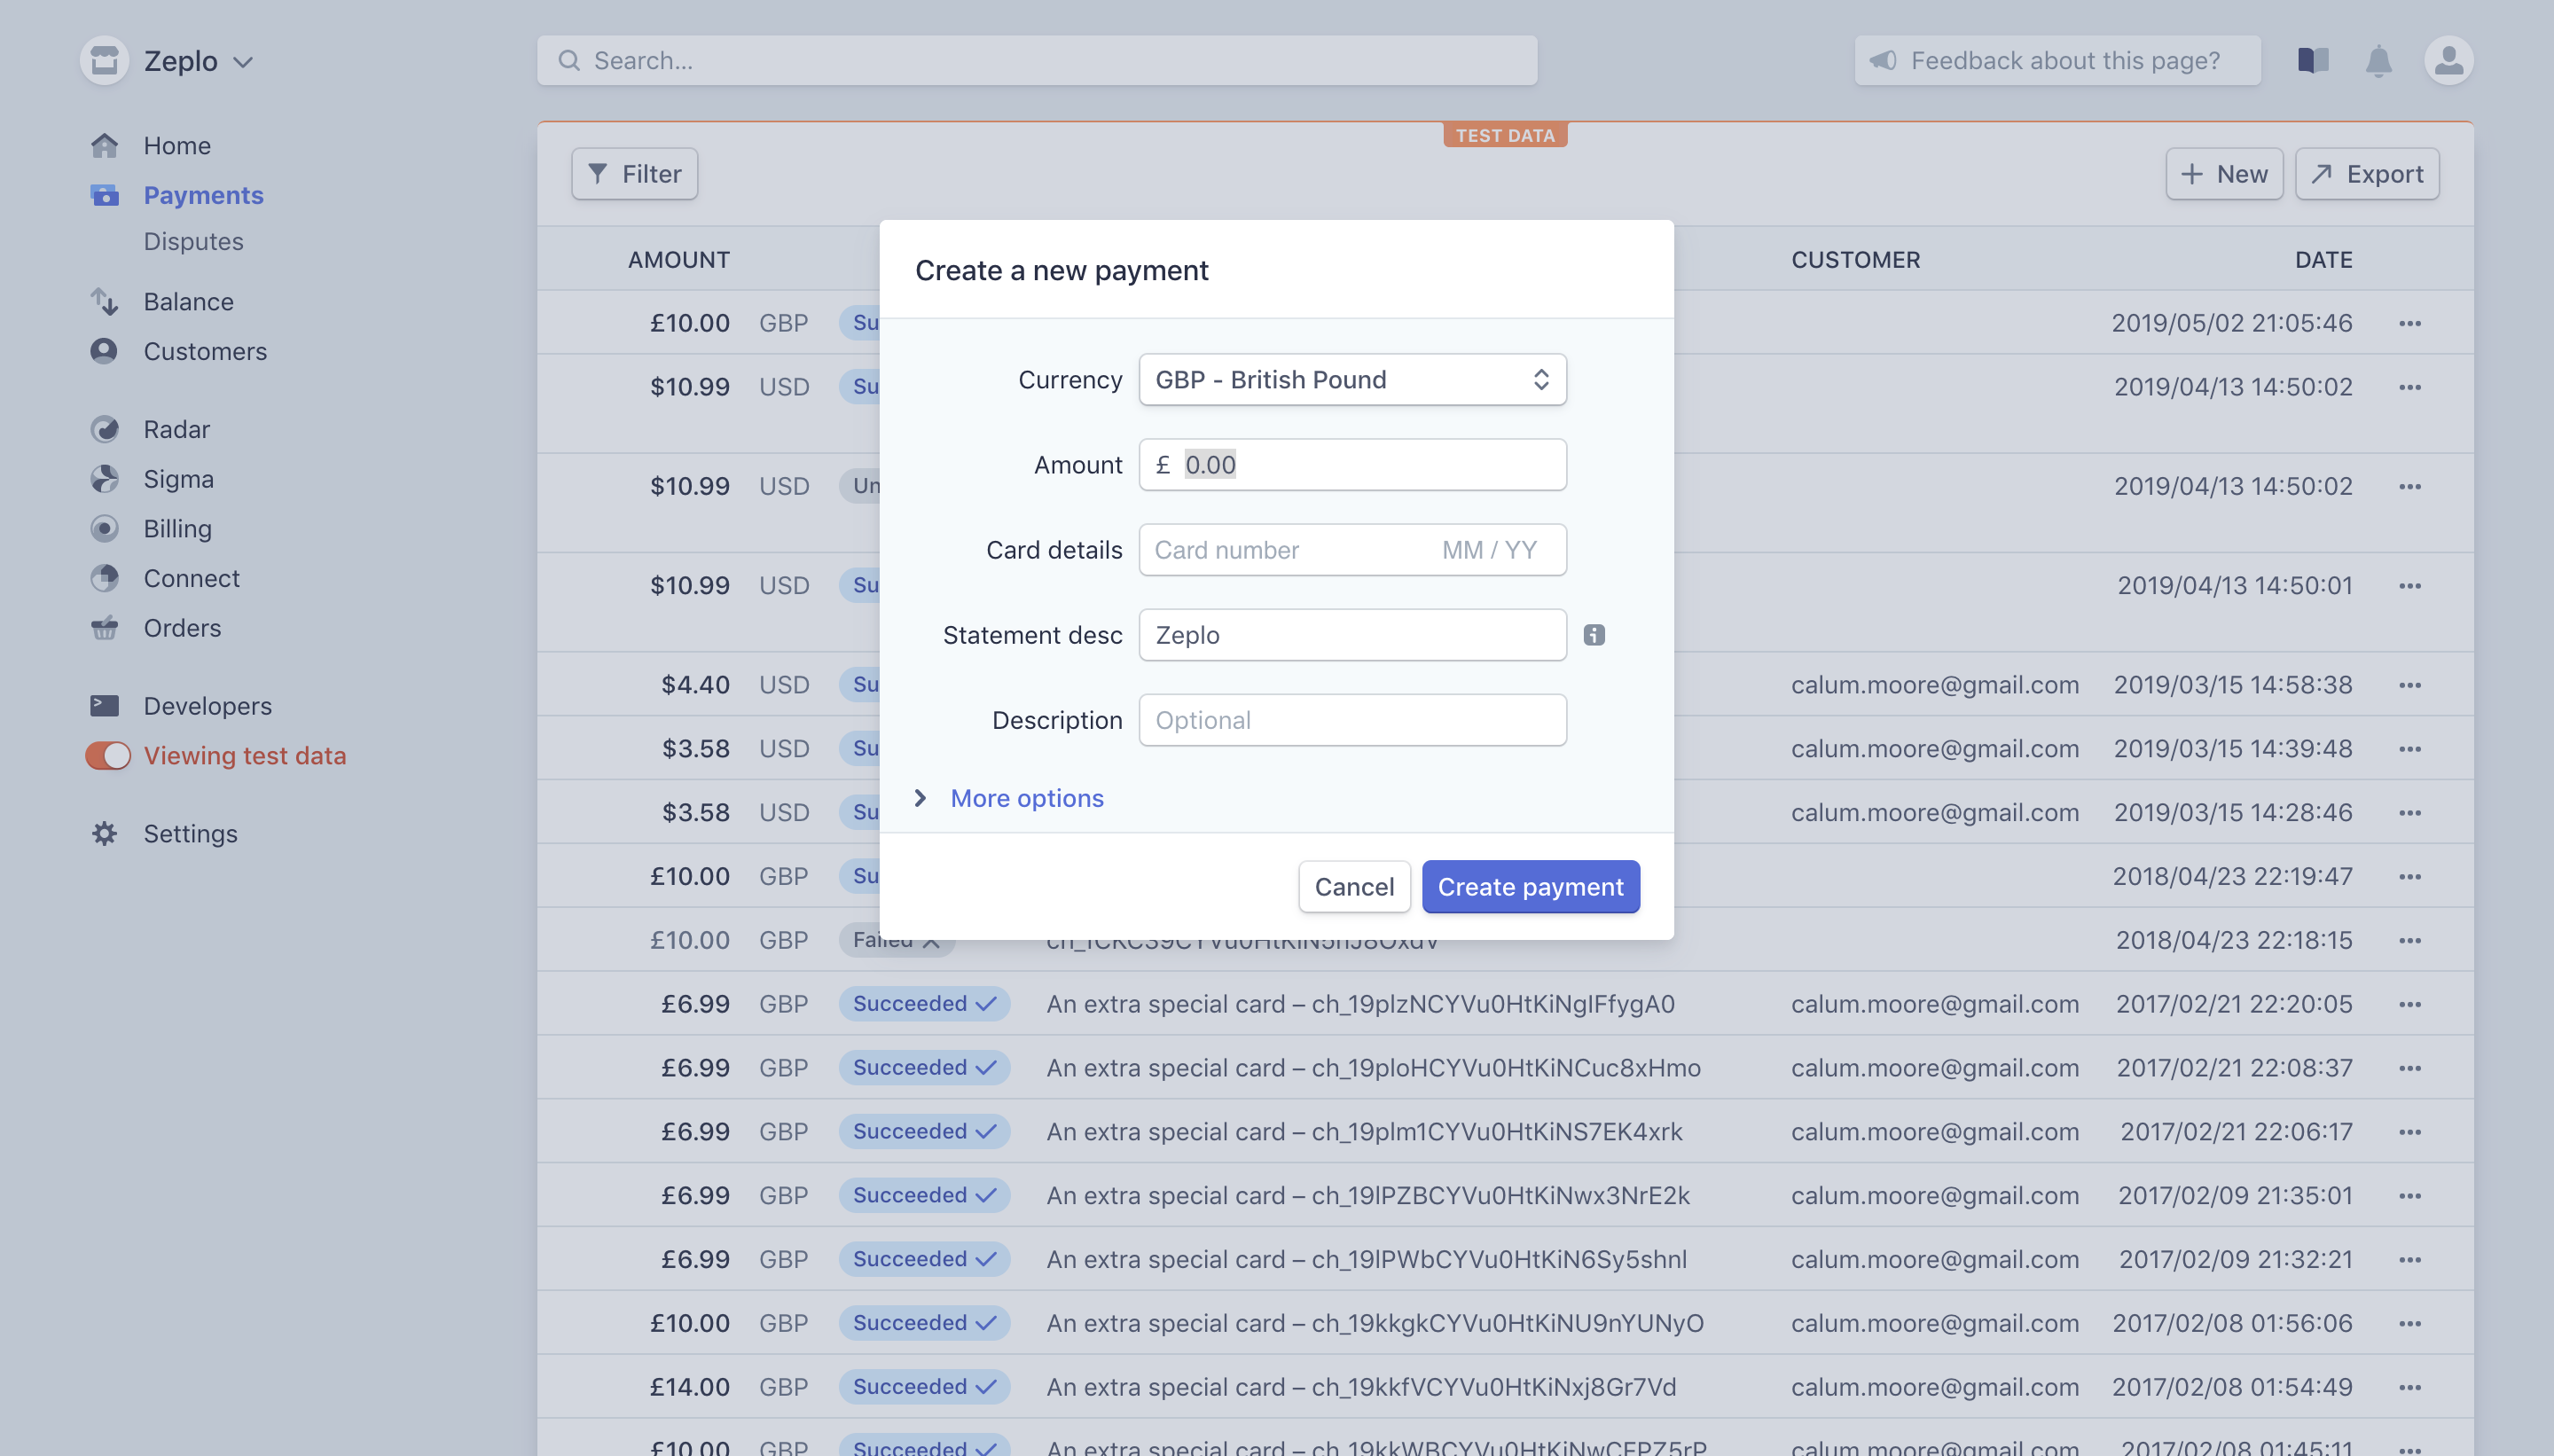 Zeplo
Search...
Feedback about this page?
Home
Payments
Disputes
Balance
Customers
Radar
Sigma
Billing
Connect
Orders
Developers
Viewing test data
Settings
TEST DATA
Filter
New
Export
AMOUNT CUSTOMER DATE
£10.00 GBP Su 2019/05/02 21:05:46
$10.99 USD Su 2019/04/13 14:50:02
$10.99 USD Un 2019/04/13 14:50:02
$10.99 USD Su 2019/04/13 14:50:01
$4.40 USD Su calum.moore@gmail.com 2019/03/15 14:58:38
$3.58 USD Su calum.moore@gmail.com 2019/03/15 14:39:48
$3.58 USD Su calum.moore@gmail.com 2019/03/15 14:28:46
£10.00 GBP Su 2018/04/23 22:19:47
£10.00 GBP Failed 2018/04/23 22:18:15
£6.99 GBP Succeeded An extra special card – ch_19plzNCYVu0HtKiNglFfygA0 calum.moore@gmail.com 2017/02/21 22:20:05
£6.99 GBP Succeeded An extra special card – ch_19ploHCYVu0HtKiNCuc8xHmo calum.moore@gmail.com 2017/02/21 22:08:37
£6.99 GBP Succeeded An extra special card – ch_19plm1CYVu0HtKiNS7EK4xrk calum.moore@gmail.com 2017/02/21 22:06:17
£6.99 GBP Succeeded An extra special card – ch_19lPZBCYVu0HtKiNwx3NrE2k calum.moore@gmail.com 2017/02/09 21:35:01
£6.99 GBP Succeeded An extra special card – ch_19lPWbCYVu0HtKiN6Sy5shnl calum.moore@gmail.com 2017/02/09 21:32:21
£10.00 GBP Succeeded An extra special card – ch_19kkgkCYVu0HtKiNU9nYUNyO calum.moore@gmail.com 2017/02/08 01:56:06
£14.00 GBP Succeeded An extra special card – ch_19kkfVCYVu0HtKiNxj8Gr7Vd calum.moore@gmail.com 2017/02/08 01:54:49
£10.00 GBP Succeeded An extra special card – calum.moore@gmail.com 2017/02/08 01:45:11
Create a new payment
Currency GBP - British Pound
Amount £ 0.00
Card details Card number MM / YY
Statement desc Zeplo
Description Optional
More options
Cancel
Create payment